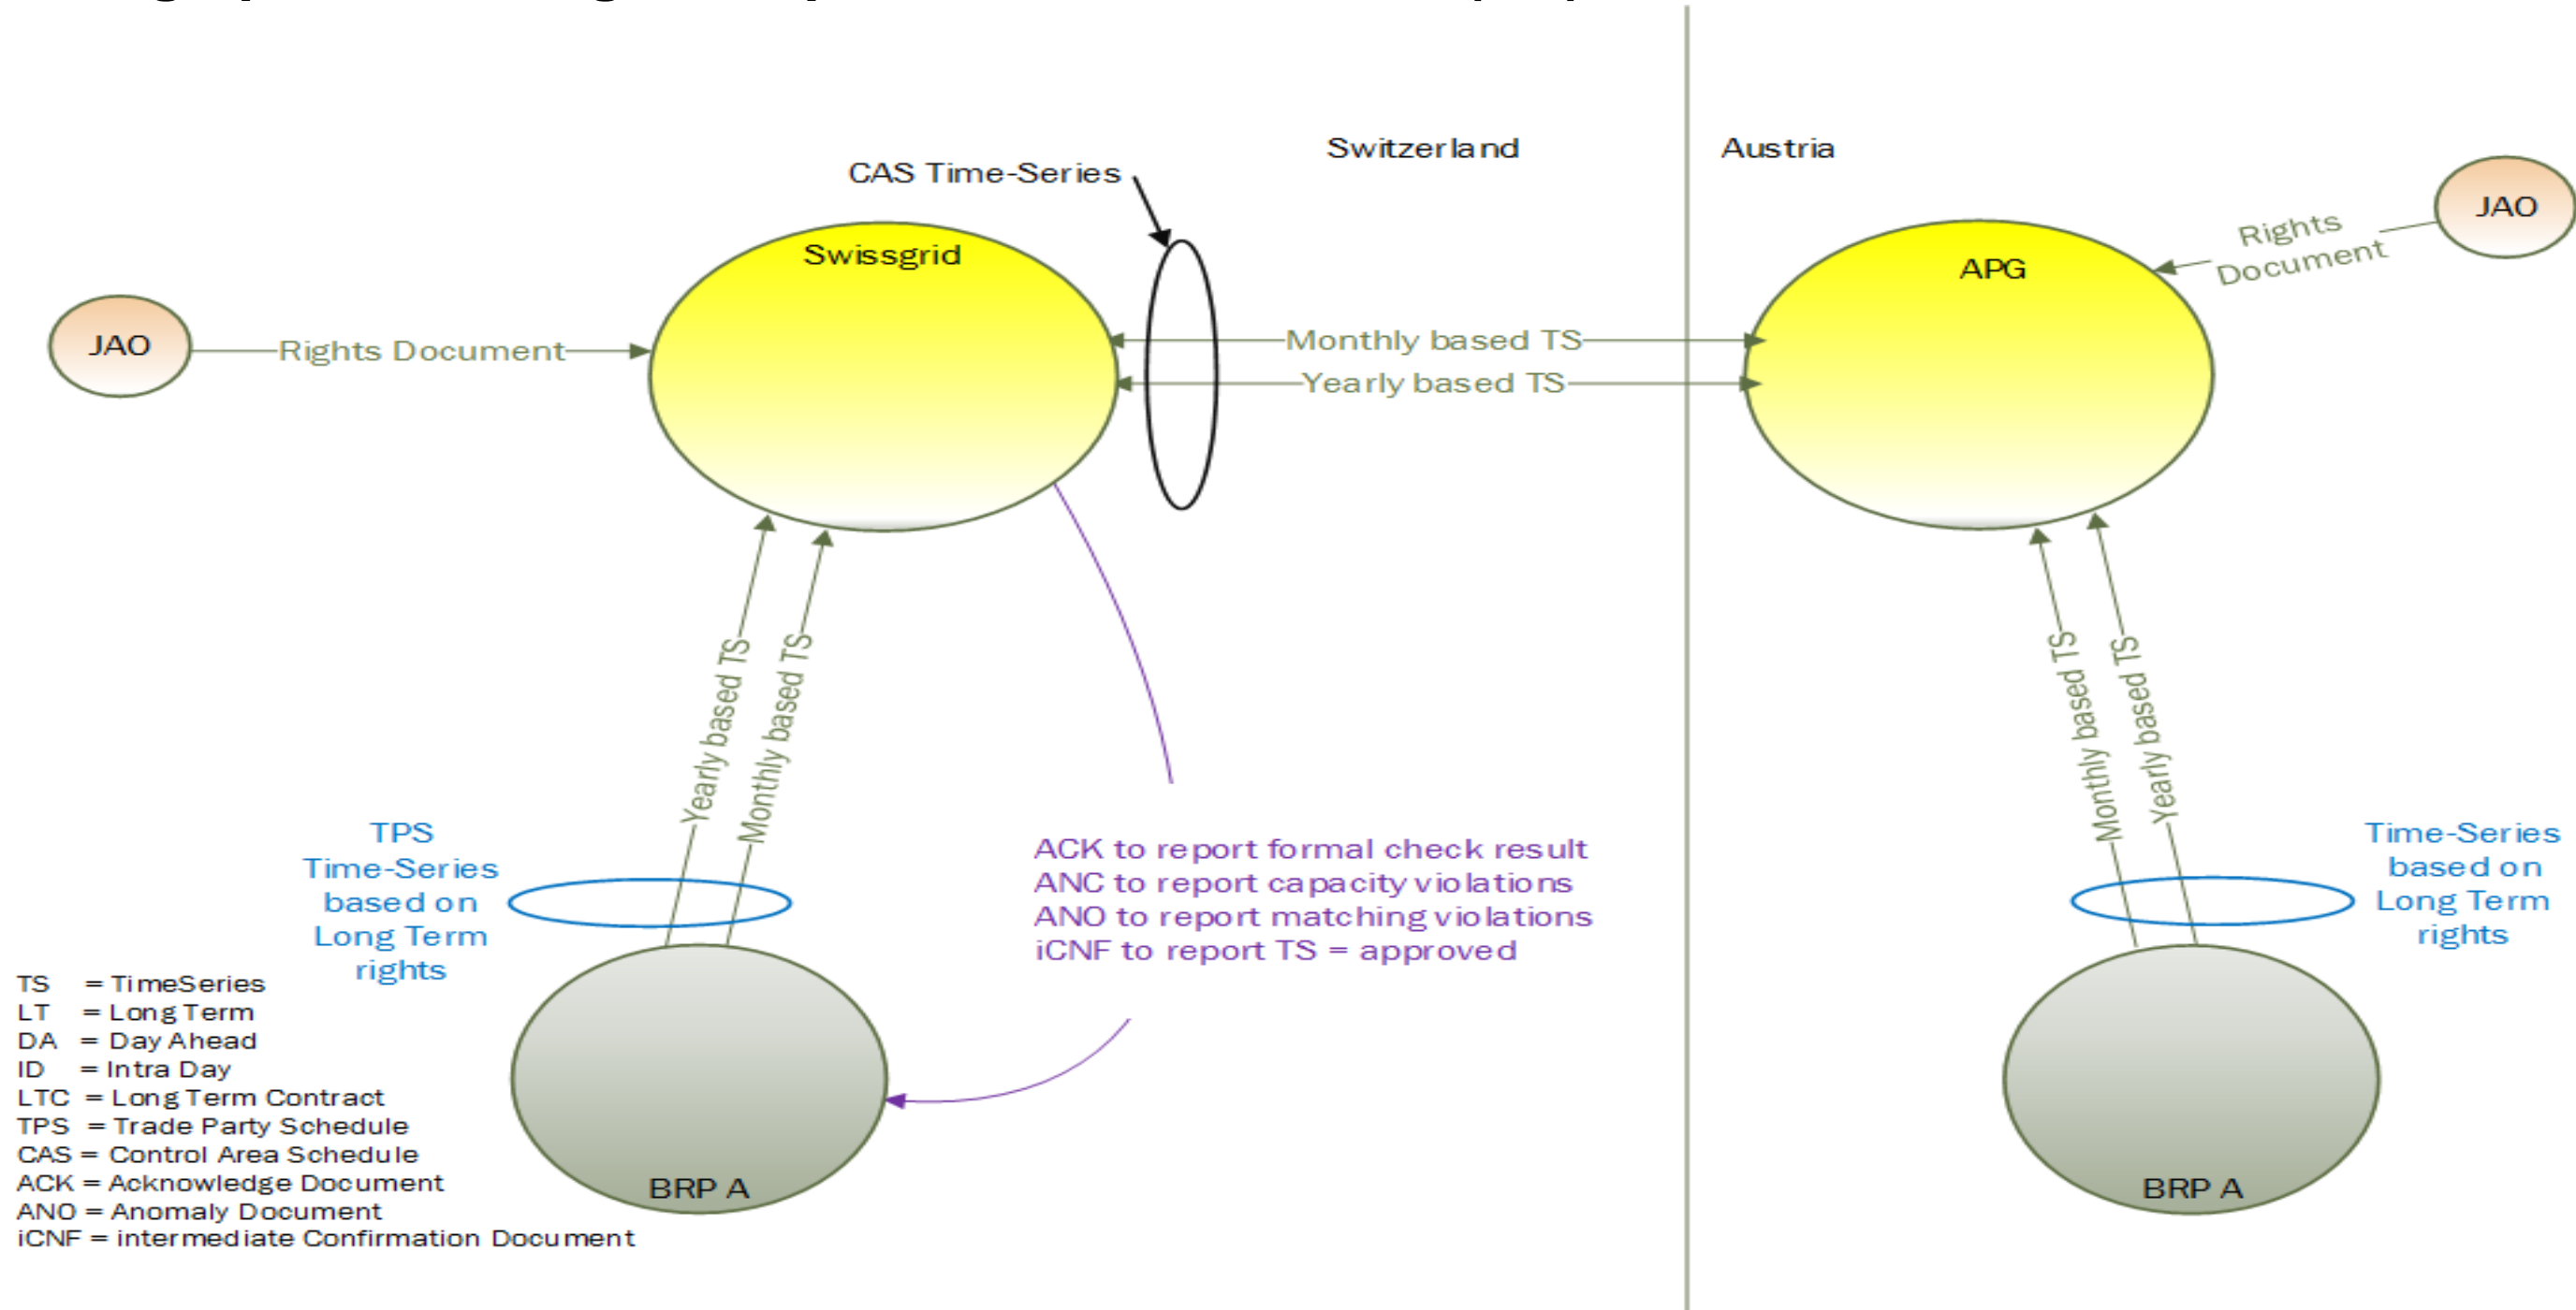 Switzerland
Austria
CAS Time-Series
JAO
Rights
Document
Swissgrid
APG
JAO
Rights Document
Monthly based TS
Yearly based TS
Yearly based TS
Monthly based TS
Monthly based TS
Yearly based TS
TPS
Time-Series
based on
Long Term
rights
ACK to report formal check result
ANC to report capacity violations
ANO to report matching violations
iCNF to report TS = approved
Time-Series
based on
Long Term
rights
TS = TimeSeries
LT = Long Term
DA = Day Ahead
ID = Intra Day
LTC = Long Term Contract
TPS = Trade Party Schedule
CAS = Control Area Schedule
ACK = Acknowledge Document
ANO = Anomaly Document
iCNF = intermediate Confirmation Document
BRP A
BRP A